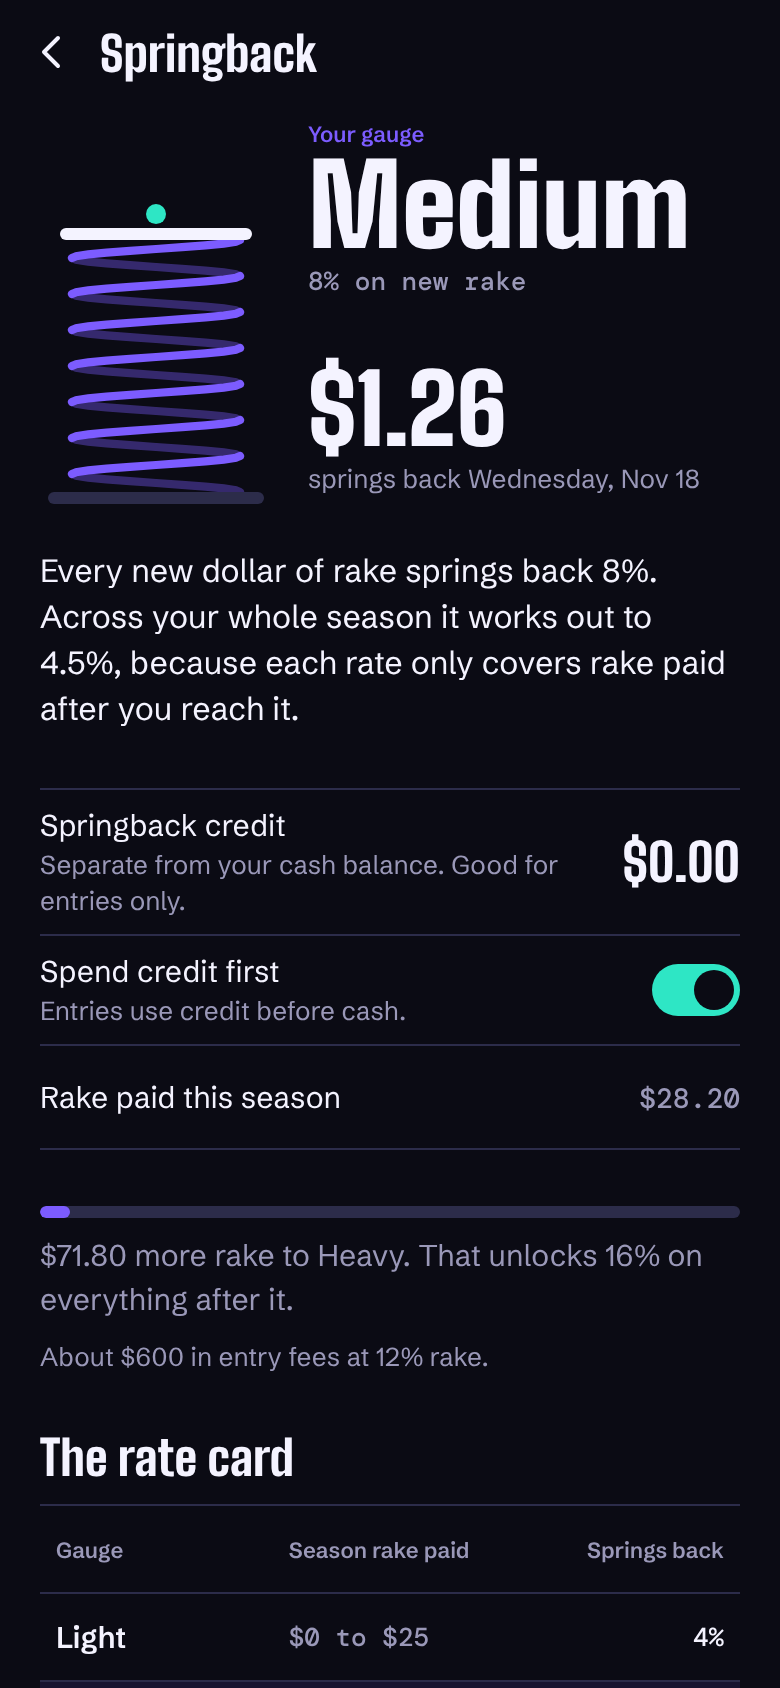 Springback
Your gauge
Medium
8% on new rake
$1.26
springs back Wednesday, Nov 18
Every new dollar of rake springs back 8%.
Across your whole season it works out to
4.5%, because each rate only covers rake paid
after you reach it.
Springback credit
Separate from your cash balance. Good for
entries only.
$0.00
Spend credit first
Entries use credit before cash.
Rake paid this season
$28.20
$71.80 more rake to Heavy. That unlocks 16% on
everything after it.
About $600 in entry fees at 12% rake.
The rate card
Gauge Season rake paid Springs back
Light $0 to $25 4%